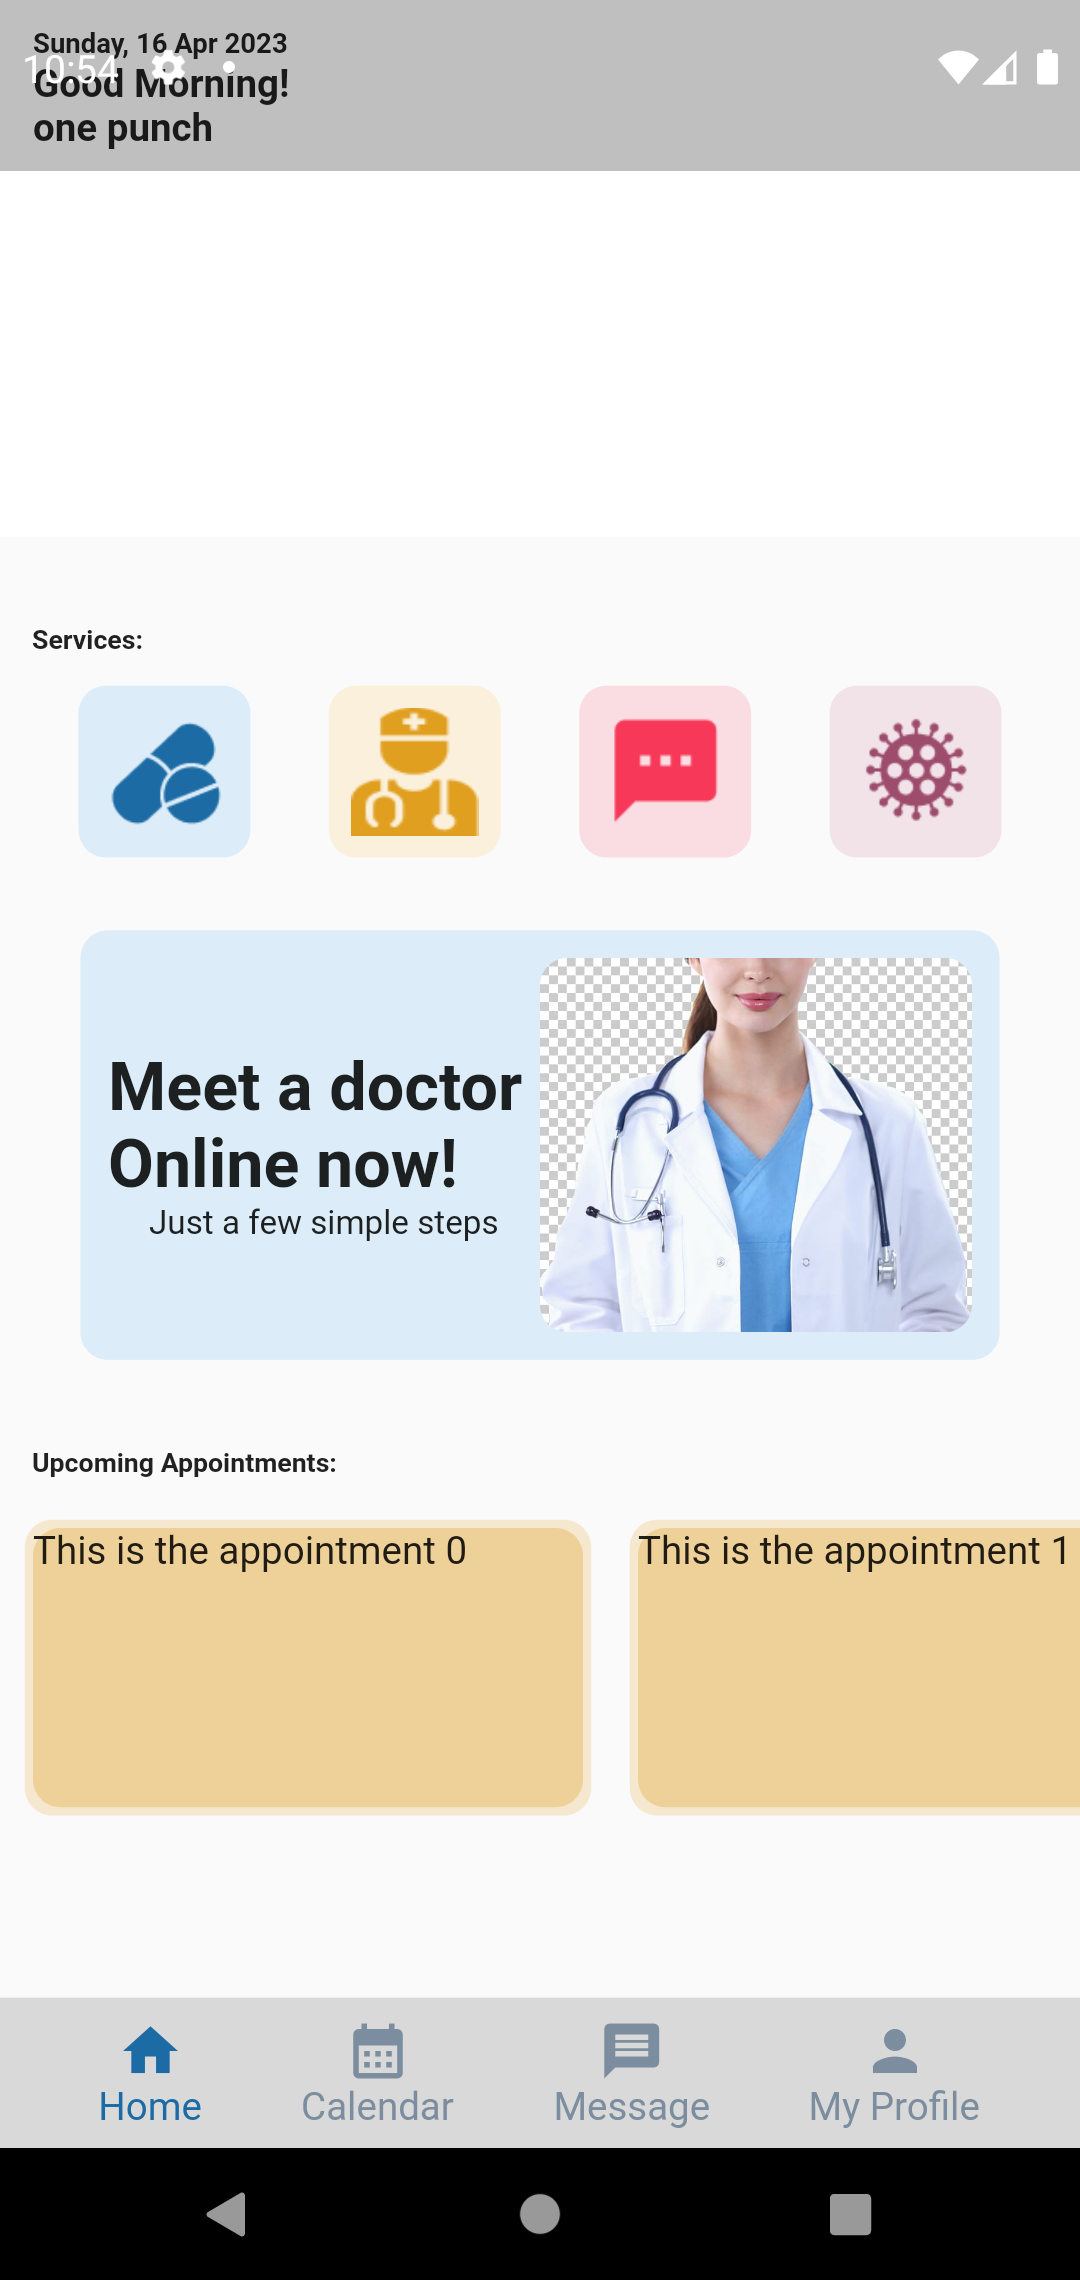 Sunday, 16 Apr 2023
10:54
Good Morning!
one punch
Services:
Meet a doctor
Online now!
Just a few simple steps
Upcoming Appointments:
This is the appointment 0
This is the appointment 1
Home
Calendar
Message
My Profile